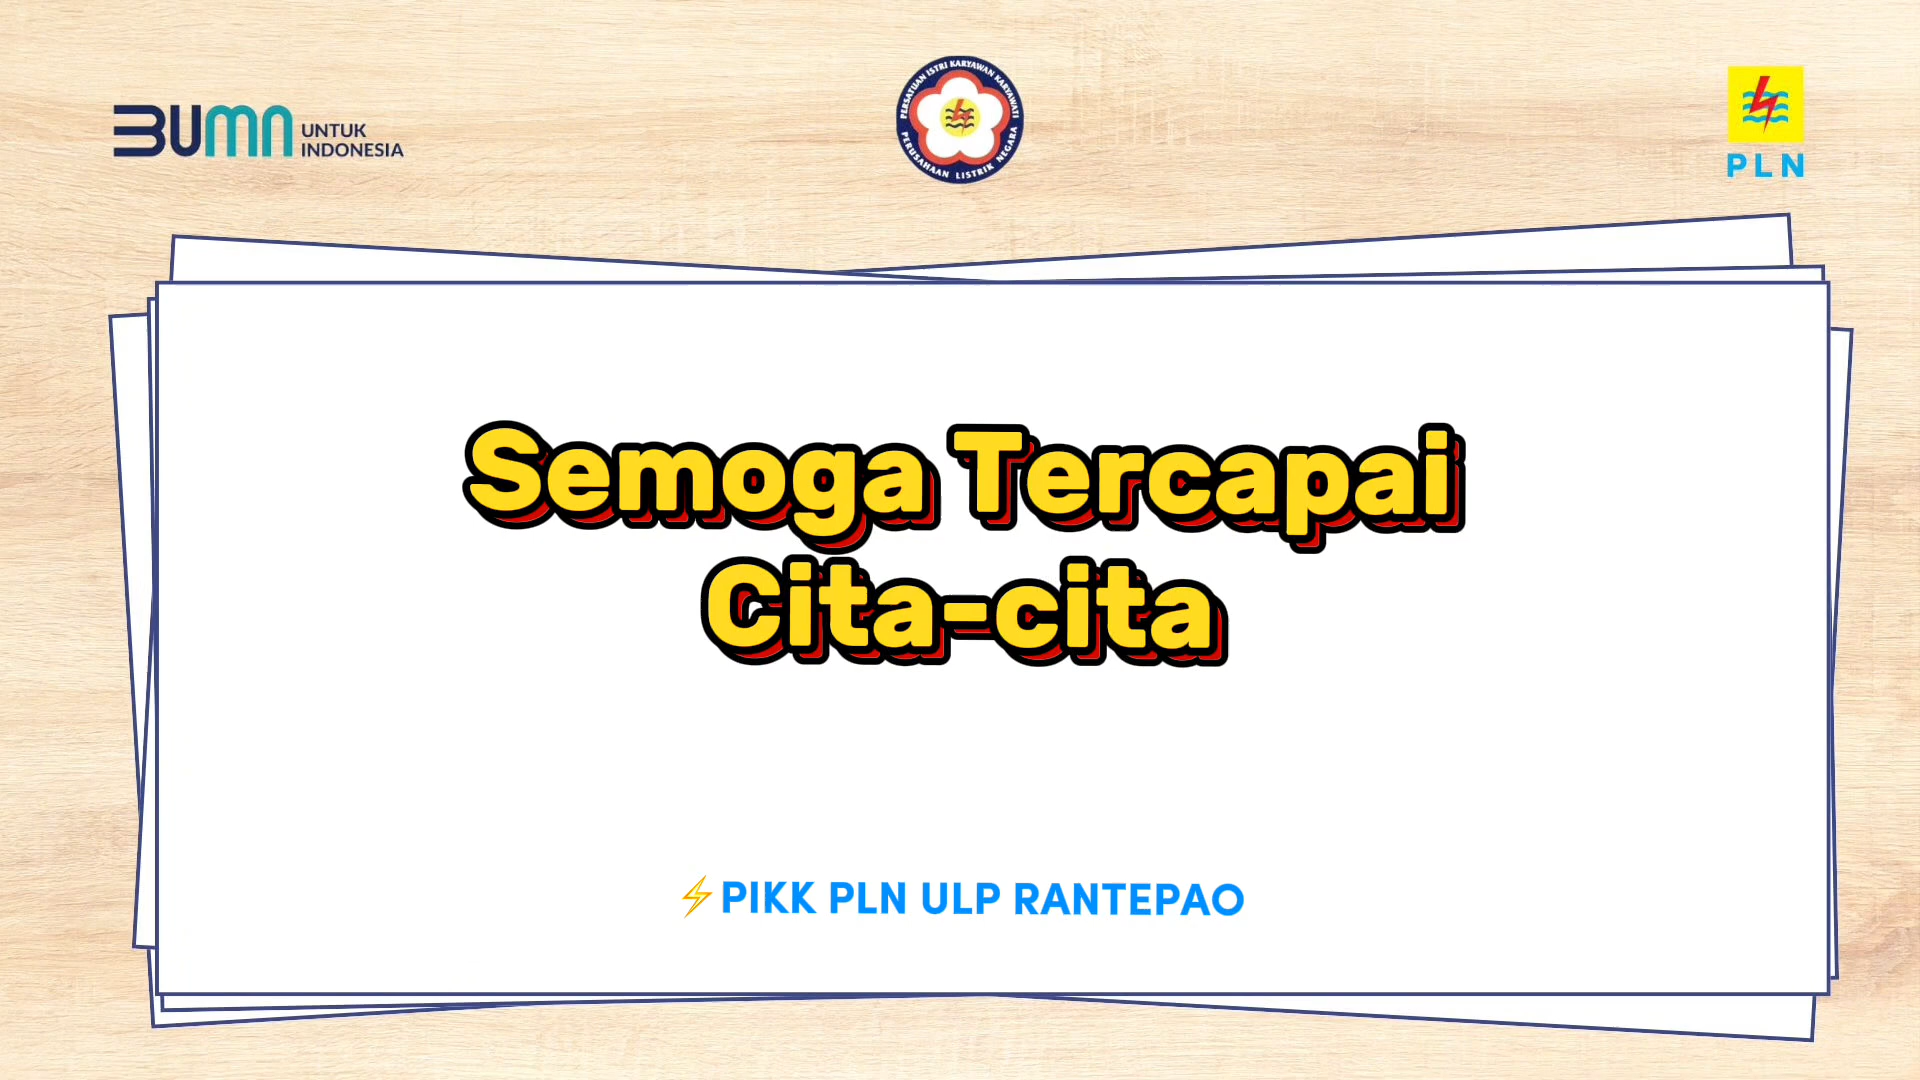 BUMN UNTUK
INDONESIA
PERSATUAN ISTRI KARYAWAN KARYAWATI
PERUSAHAAN LISTRIK NEGARA
PLN
Semoga Tercapai
Cita-cita
⚡PIKK PLN ULP RANTEPAO